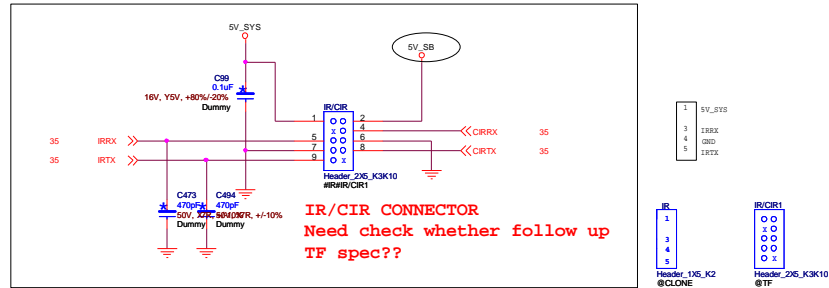 5V_SYS
5V_SB
C99
0.1uF
16V, Y5V, +80%/-20%
Dummy
IR/CIR
1 2
x 4
5 6
7 8
9 x
35 IRRX
35 IRTX
CIRRX 35
CIRTX 35
Header_2X5_K3K10
#IR#IR/CIR1
C473
470pF
Dummy
C494
470pF
50V, X7R, +/-10%
Dummy
IR/CIR CONNECTOR
Need check whether follow up
TF spec??
1 5V_SYS
3 IRRX
4 GND
5 IRTX
IR
1
3
4
5
Header_1X5_K2
@CLONE
IR/CIR1
x
x
Header_2X5_K3K10
@TF